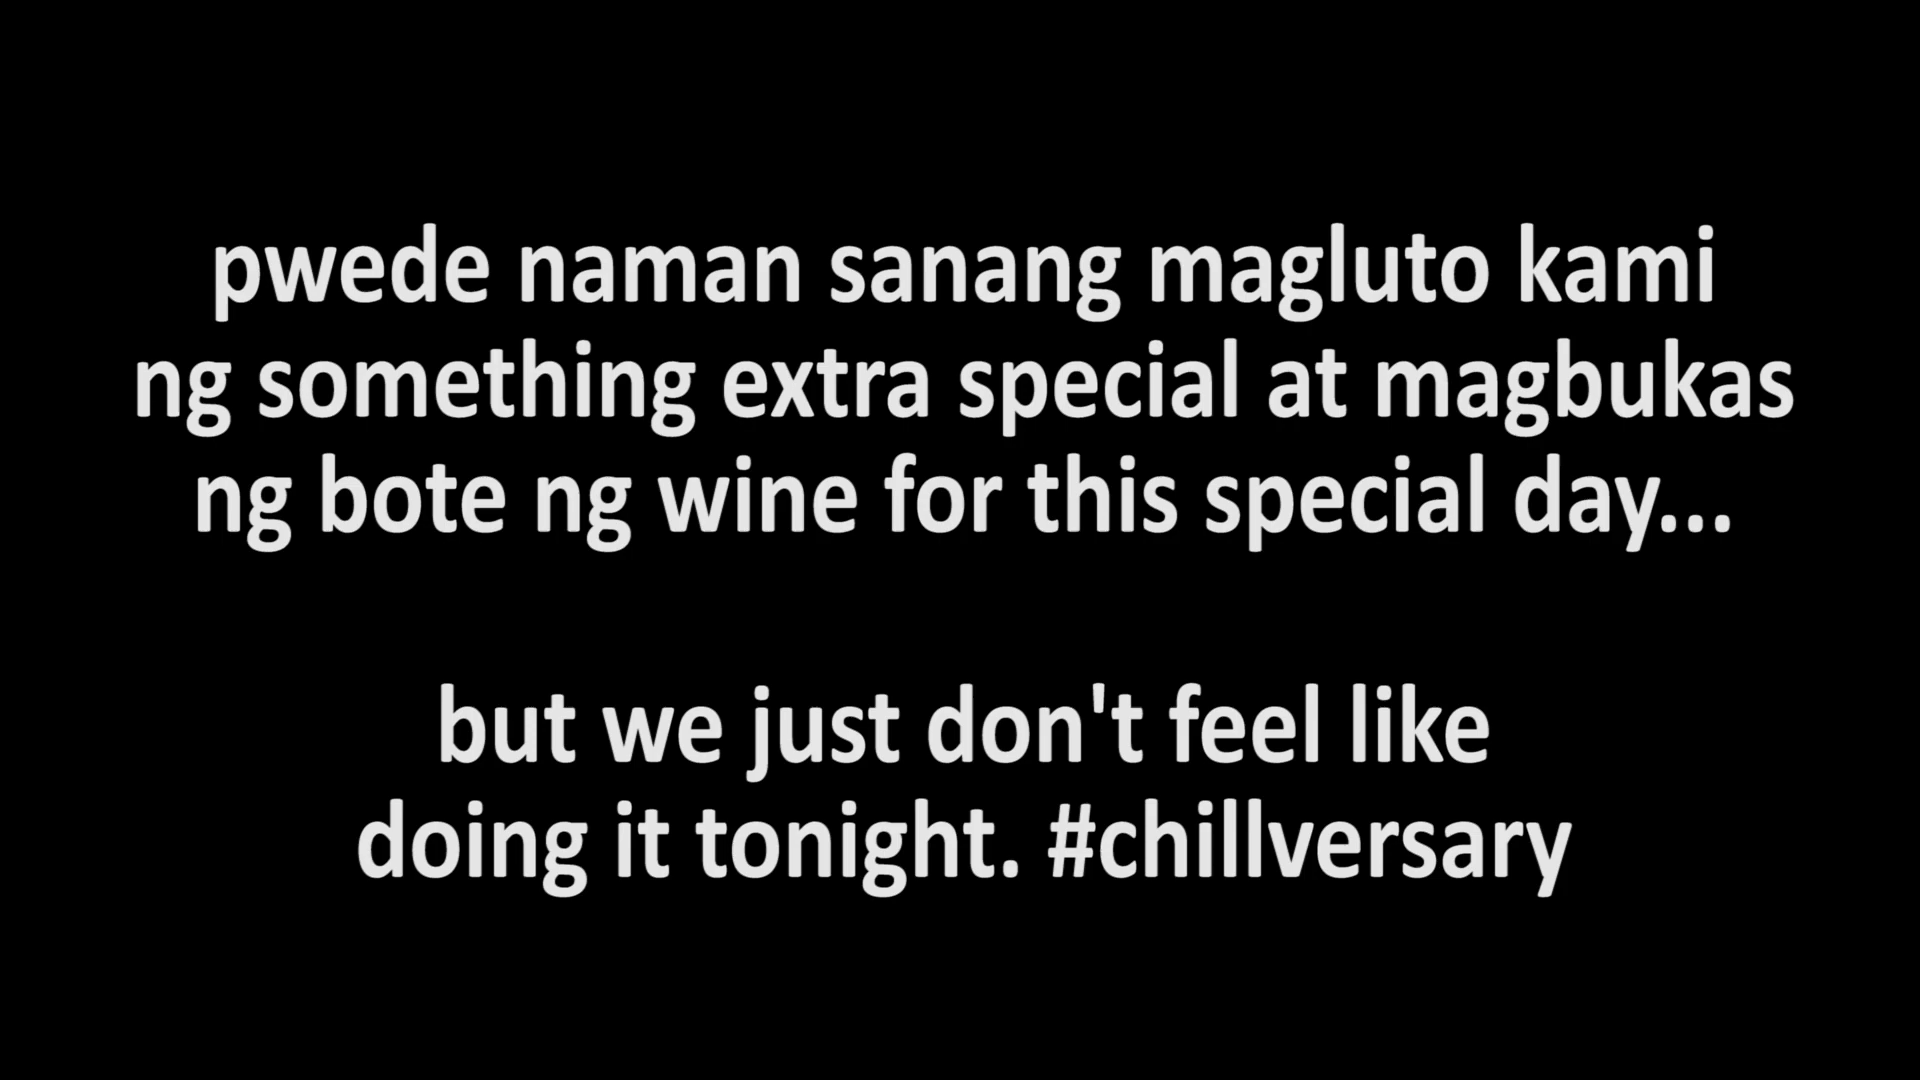 pwede naman sanang magluto kami
ng something extra special at magbukas
ng bote ng wine for this special day...
but we just don't feel like
doing it tonight. #chillversary